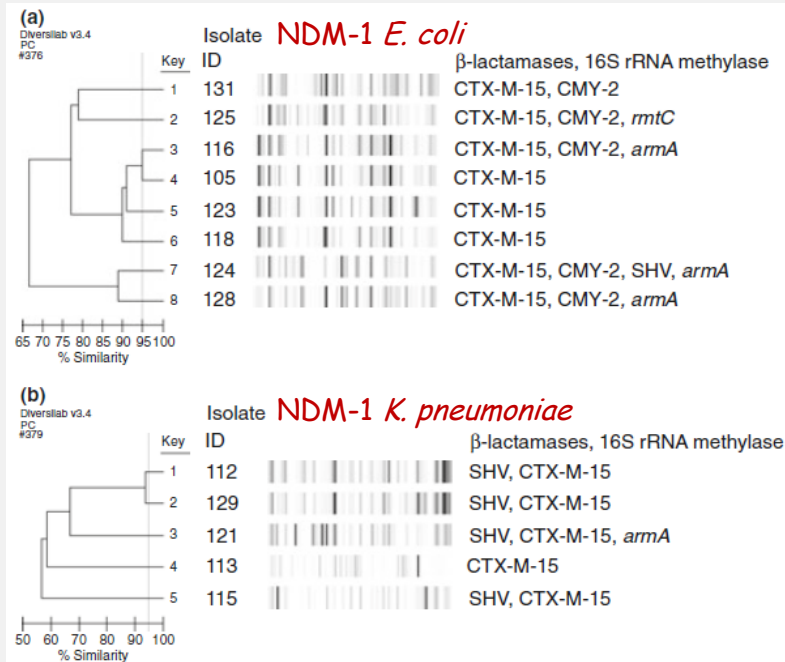 (a)
Diversilab v3.4
PC
#376
Isolate NDM-1 E. coli
Key ID β-lactamases, 16S rRNA methylase
1 131 CTX-M-15, CMY-2
2 125 CTX-M-15, CMY-2, rmtC
3 116 CTX-M-15, CMY-2, armA
4 105 CTX-M-15
5 123 CTX-M-15
6 118 CTX-M-15
7 124 CTX-M-15, CMY-2, SHV, armA
8 128 CTX-M-15, CMY-2, armA
65 70 75 80 85 90 95 100
% Similarity
(b)
Diversilab v3.4
PC
#379
Isolate NDM-1 K. pneumoniae
Key ID β-lactamases, 16S rRNA methylase
1 112 SHV, CTX-M-15
2 129 SHV, CTX-M-15
3 121 SHV, CTX-M-15, armA
4 113 CTX-M-15
5 115 SHV, CTX-M-15
50 60 70 80 90 100
% Similarity